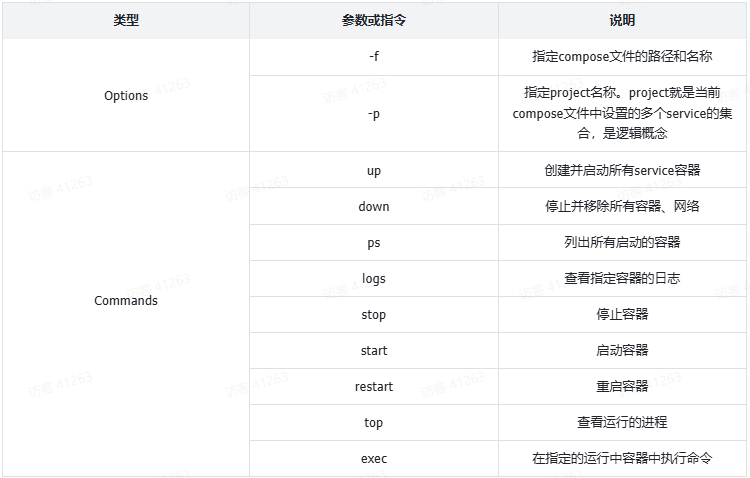 类型 参数或指令 说明
Options
-f 指定compose文件的路径和名称
-p 指定project名称。project就是当前
compose文件中设置的多个service的集
合，是逻辑概念
Commands
up 创建并启动所有service容器
down 停止并移除所有容器、网络
ps 列出所有启动的容器
logs 查看指定容器的日志
stop 停止容器
start 启动容器
restart 重启容器
top 查看运行的进程
exec 在指定的运行中容器中执行命令
访客 41263